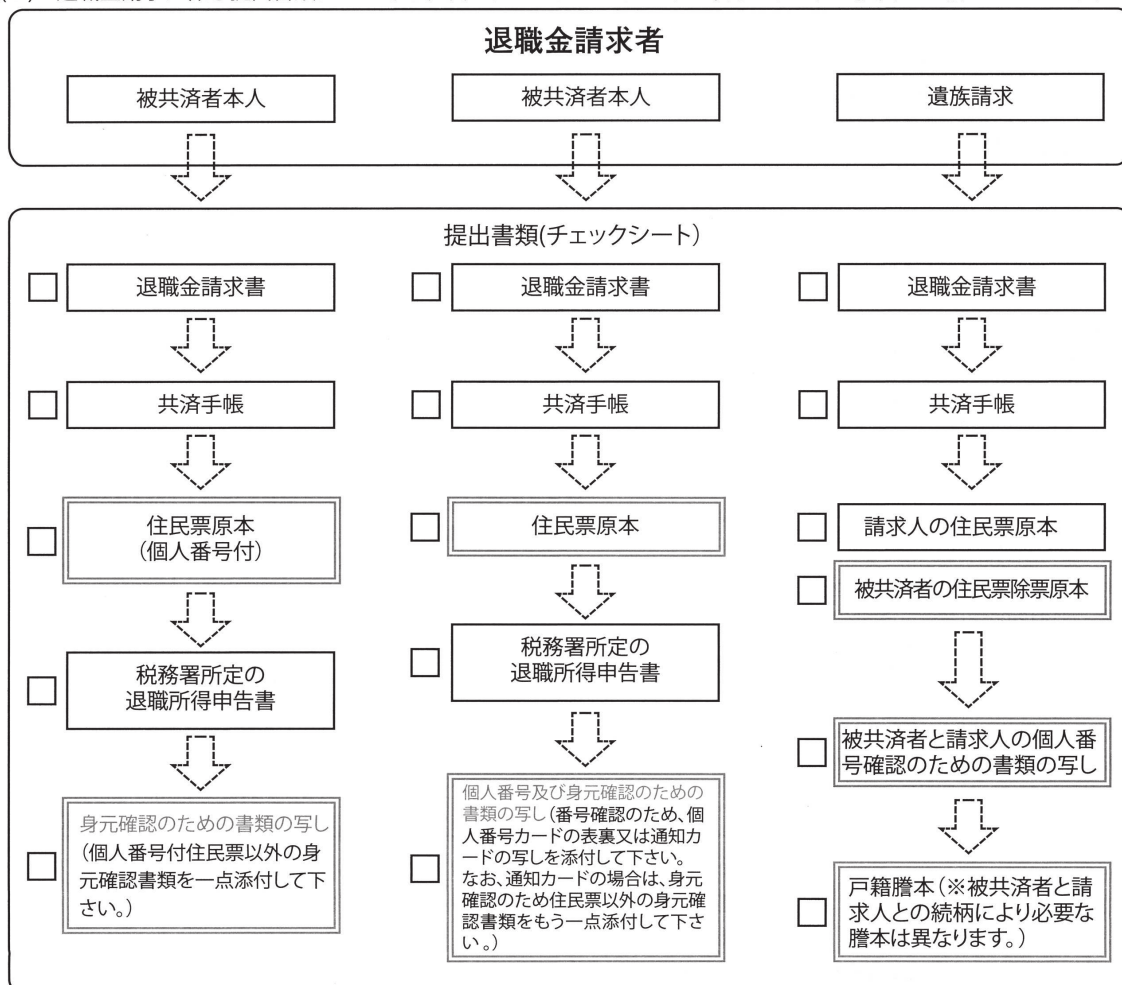 退職金請求者
被共済者本人
被共済者本人
遺族請求
提出書類(チェックシート)
退職金請求書
共済手帳
住民票原本
(個人番号付)
税務署所定の
退職所得申告書
身元確認のための書類の写し
(個人番号付住民票以外の身
元確認書類を一点添付して下
さい。)
退職金請求書
共済手帳
住民票原本
税務署所定の
退職所得申告書
個人番号及び身元確認のための
書類の写し(番号確認のため、個
人番号カードの表裏又は通知カ
ードの写しを添付して下さい。
なお、通知カードの場合は、身元
確認のため住民票以外の身元確
認書類をもう一点添付して下さ
い。)
退職金請求書
共済手帳
請求人の住民票原本
被共済者の住民票除票原本
被共済者と請求人の個人番
号確認のための書類の写し
戸籍謄本(※被共済者と請
求人との続柄により必要な
謄本は異なります。)